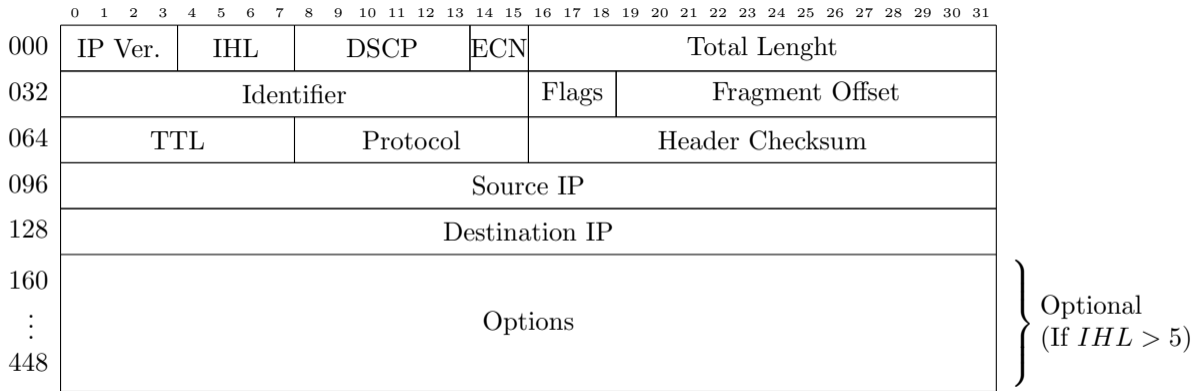 0 1 2 3 4 5 6 7 8 9 10 11 12 13 14 15 16 17 18 19 20 21 22 23 24 25 26 27 28 29 30 31
000 IP Ver. IHL DSCP ECN Total Lenght
032 Identifier Flags Fragment Offset
064 TTL Protocol Header Checksum
096 Source IP
128 Destination IP
160
⋮ Options
448
Optional
(If IHL > 5)